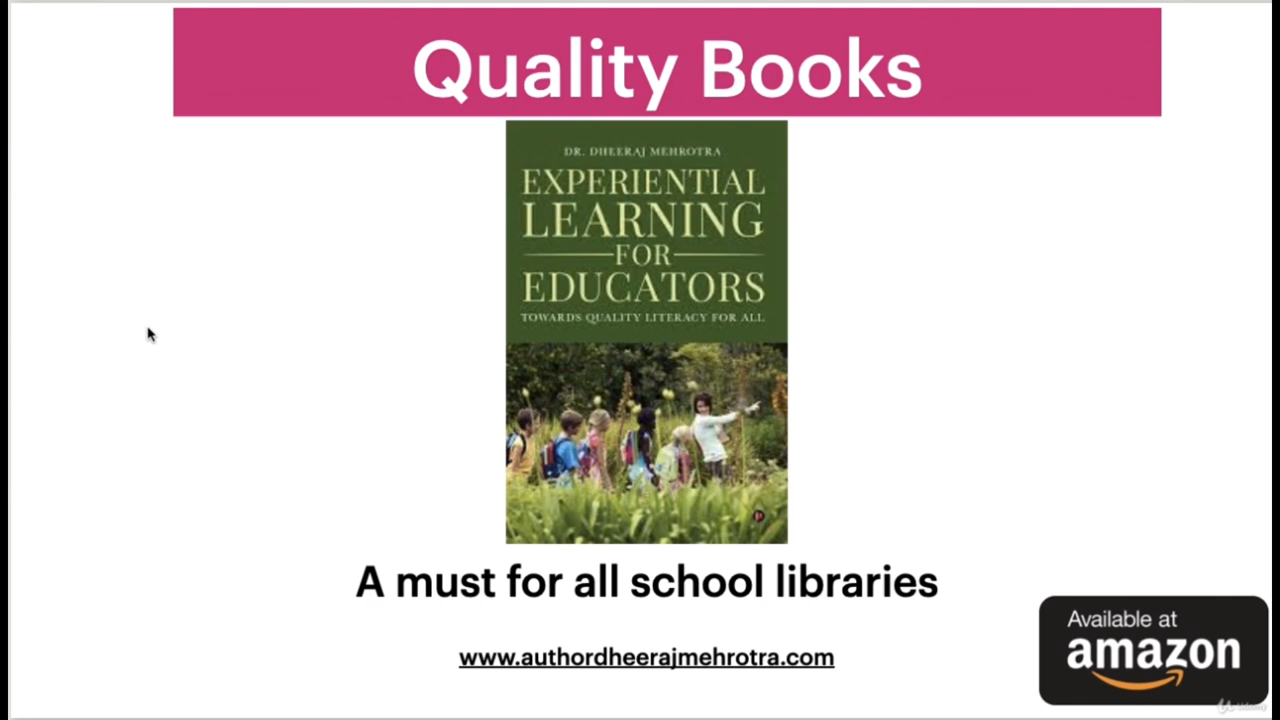 Quality Books
DR. DHEERAJ MEHROTRA
EXPERIENTIAL
LEARNING
FOR
EDUCATORS
TOWARDS QUALITY LITERACY FOR ALL
A must for all school libraries
www.authordheerajmehrotra.com
Available at
amazon
Udemy